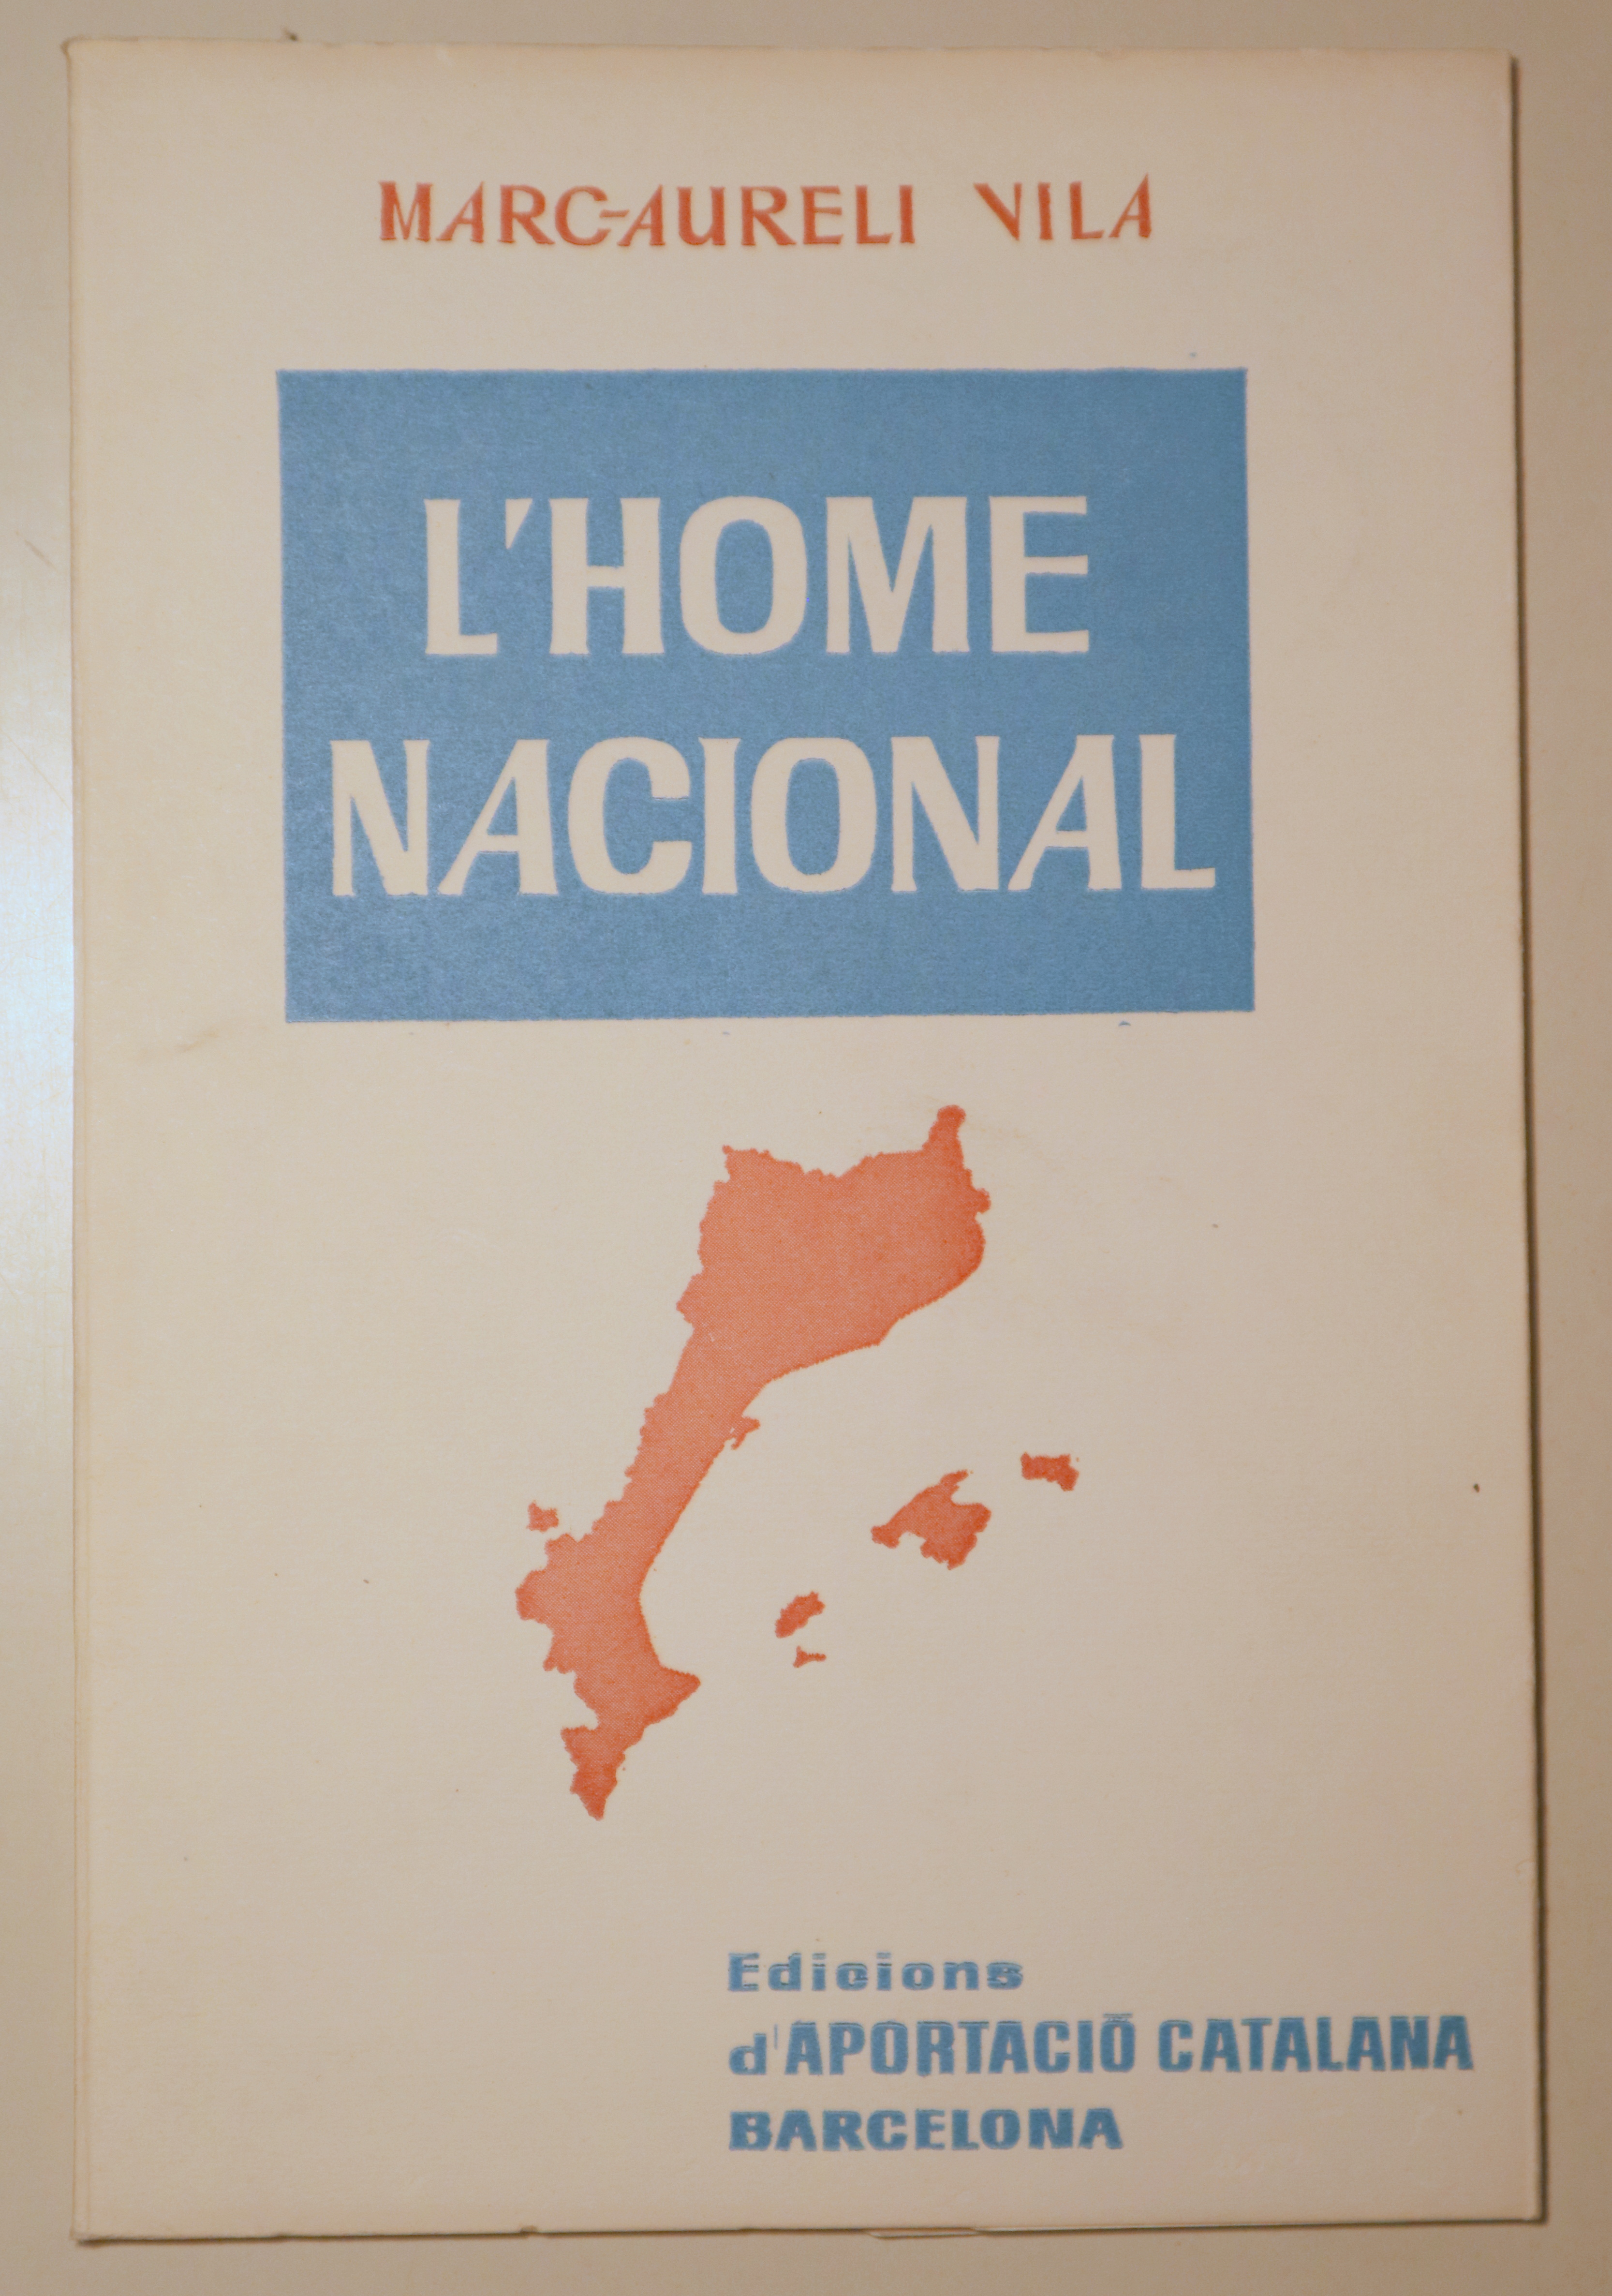 MARC-AURELI VILA
L'HOME
NACIONAL
Edicions
d'APORTACIÓ CATALANA
BARCELONA